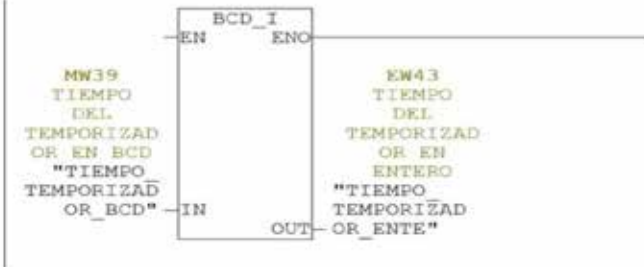 BCD_I
EN ENO
MW39
TIEMPO
DEL
TEMPORIZAD
OR EN BCD
"TIEMPO_
TEMPORIZAD
OR_BCD"
IN
EW43
TIEMPO
DEL
TEMPORIZAD
OR EN
ENTERO
"TIEMPO_
TEMPORIZAD
OUT OR_ENTE"